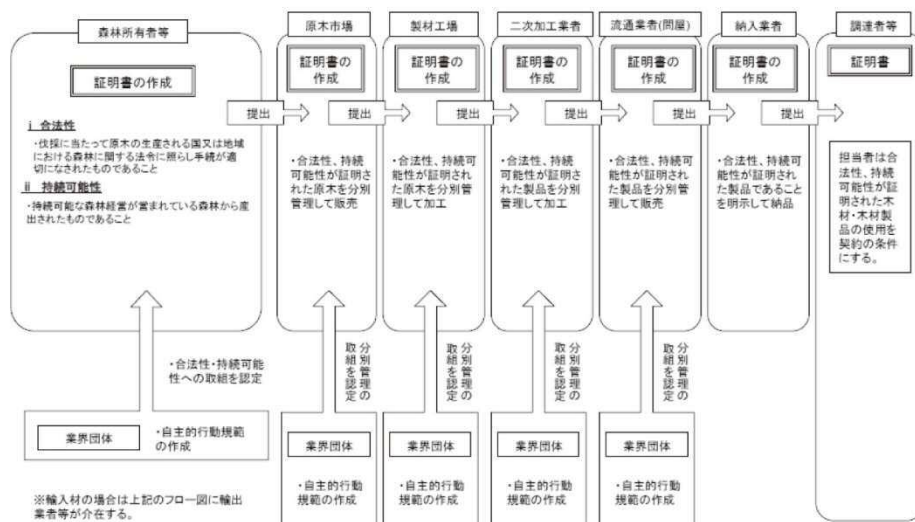 森林所有者等
証明書の作成
i 合法性
・伐採に当たって原木の生産される国又は地域
における森林に関する法令に照らし手続が適
切になされたものであること
ii 持続可能性
・持続可能な森林経営が営まれている森林から産
出されたものであること
提出
原木市場
証明書の
作成
提出
・合法性、持続
可能性が証明
された原木を分別
管理して販売
製材工場
証明書の
作成
提出
・合法性、持続
可能性が証明さ
れた原木を分別
管理して加工
二次加工業者
証明書の
作成
提出
・合法性、持続
可能性が証明
された製品を分別
管理して加工
流通業者(問屋)
証明書の
作成
提出
・合法性、持続可
能性が証明され
た製品を分別管
理して販売
納入業者
証明書の
作成
提出
・合法性、持続可
能性が証明され
た製品であること
を明示して納品
調達者等
証明書
担当者は合
法性、持続
可能性が証
明された木
材・木材製
品の使用を
契約の条件
にする。
・合法性・持続可能
性への取組を認定
業界団体
・自主的行動規範
の作成
分別管理の
取組を認定
業界団体
・自主的行動
規範の作成
分別管理の
取組を認定
業界団体
・自主的行動
規範の作成
分別管理の
取組を認定
業界団体
・自主的行動
規範の作成
分別管理の
取組を認定
業界団体
・自主的行動
規範の作成
※輸入材の場合は上記のフロー図に輸出
業者等が介在する。